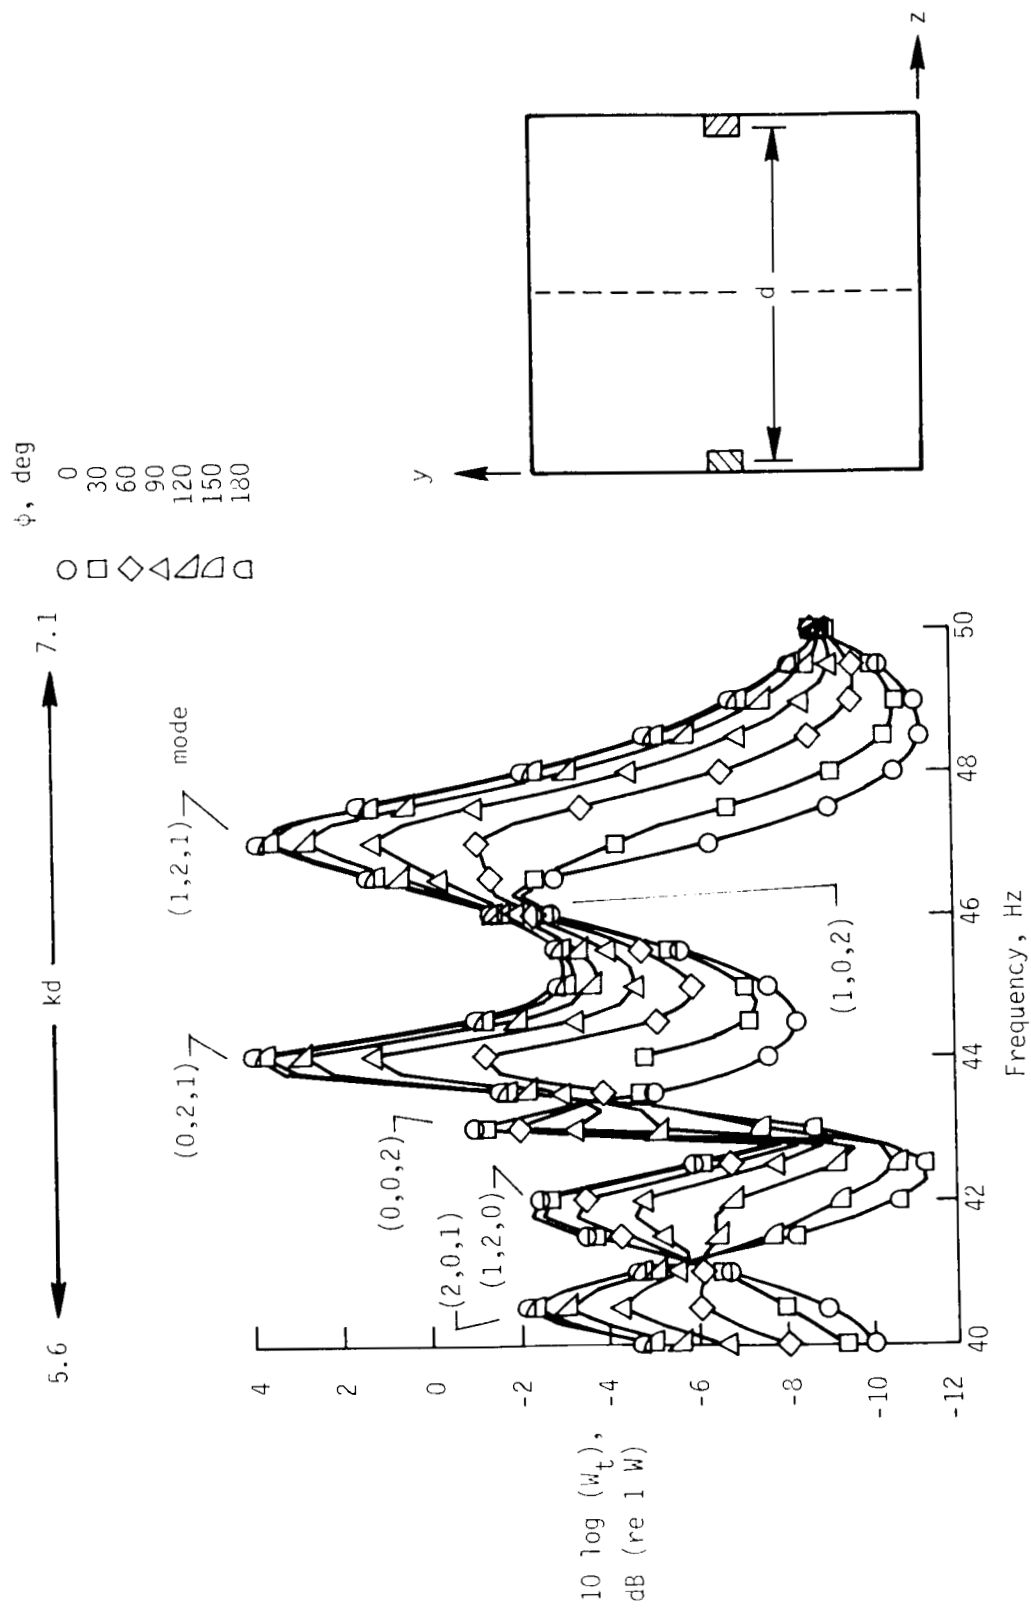 5.6 kd 7.1
ϕ, deg
0
30
60
90
120
150
180
(1,2,1) mode
(0,2,1)
(0,0,2)
(2,0,1)
(1,2,0)
(1,0,2)
10 log (Wt),
dB (re 1 W)
4
2
0
-2
-4
-6
-8
-10
-12
40 42 44 46 48 50
Frequency, Hz
y
d
z